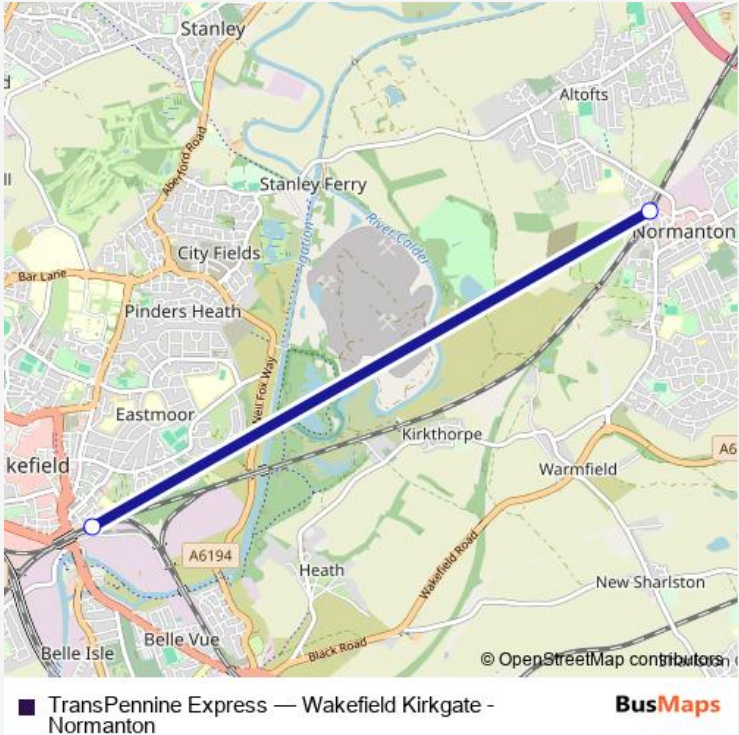 Stanley
Altofts
Aberford Road
Stanley Ferry
River Calder
City Fields
Normanton
Bar Lane
Pinders Heath
Neil Fox Way
Eastmoor
Kirkthorpe
kefield
A6
Warmfield
A6194
Wakefield Road
Heath
New Sharlston
Belle Vue
Black Road
Belle Isle
© OpenStreetMap contributors
TransPennine Express — Wakefield Kirkgate -
Normanton
BusMaps